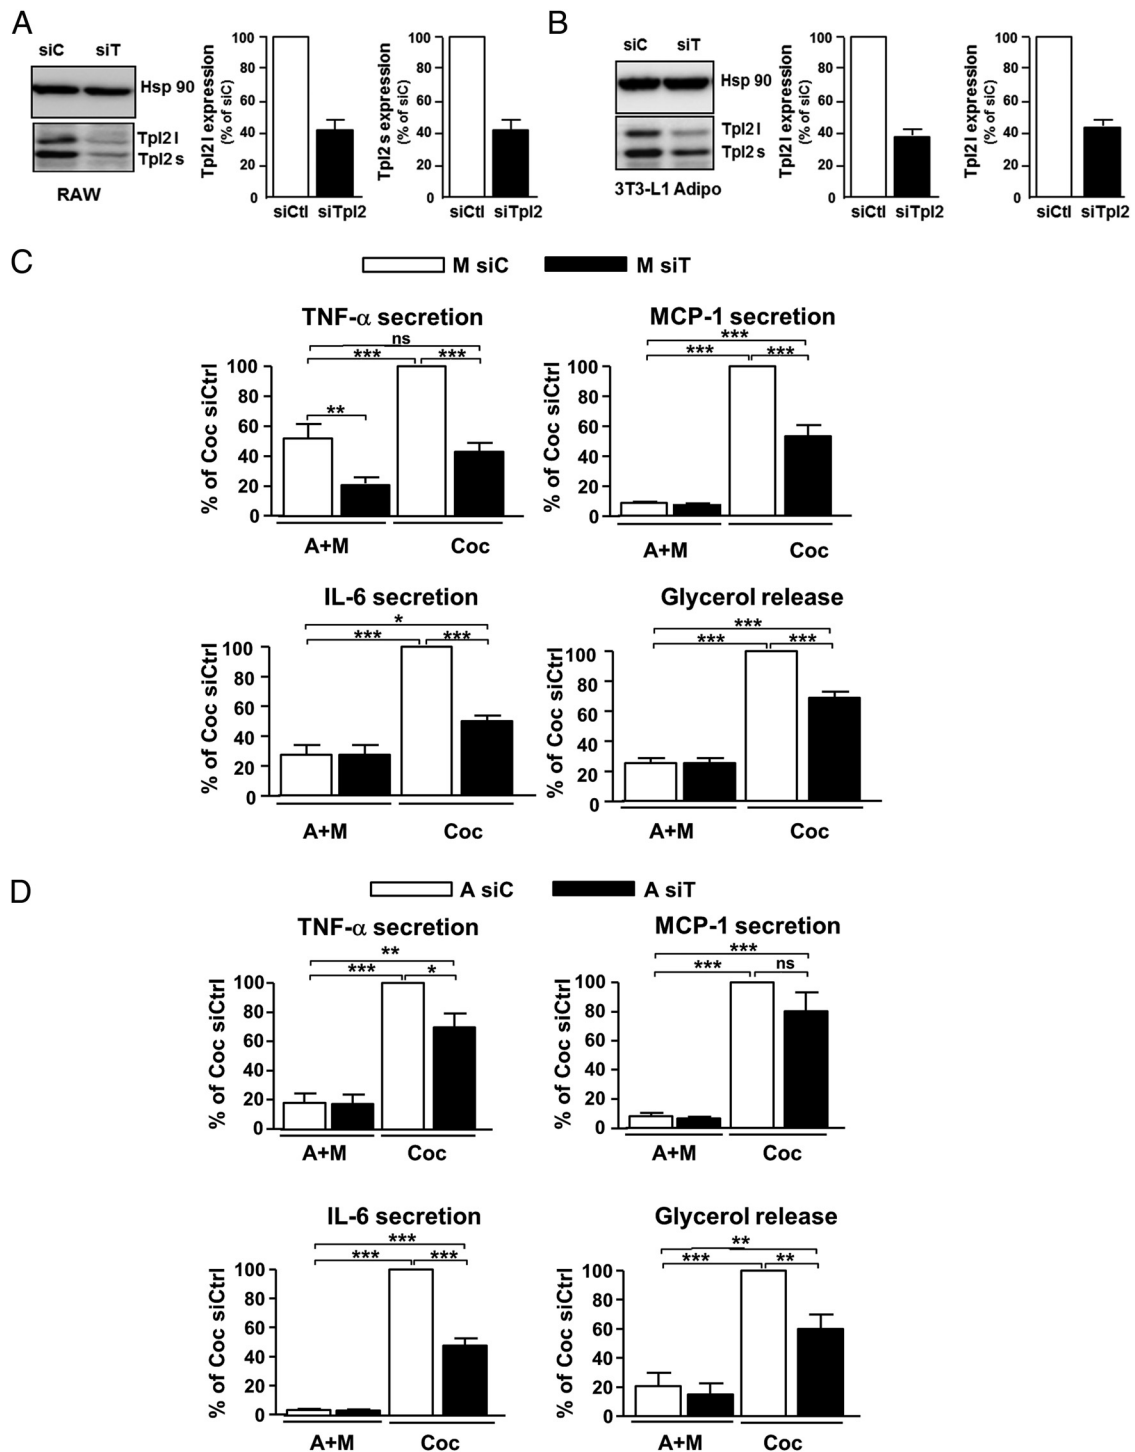 A
siC siT
Hsp 90
Tpl2 l
Tpl2 s
RAW
Tpl2 l expression
(% of siC)
100
80
60
40
20
0
siCtl siTpl2
Tpl2 s expression
(% of siC)
100
80
60
40
20
0
siCtl siTpl2
B
siC siT
Hsp 90
Tpl2 l
Tpl2 s
3T3-L1 Adipo
Tpl2 l expression
(% of siC)
100
80
60
40
20
0
siCtl siTpl2
Tpl2 l expression
(% of siC)
100
80
60
40
20
0
siCtl siTpl2
C
M siC M siT
TNF-α secretion
ns
*** ***
**
% of Coc siCtrl
100
80
60
40
20
0
A+M Coc
MCP-1 secretion
***
*** ***
% of Coc siCtrl
100
80
60
40
20
0
A+M Coc
IL-6 secretion
*
*** ***
% of Coc siCtrl
100
80
60
40
20
0
A+M Coc
Glycerol release
***
*** ***
% of Coc siCtrl
100
80
60
40
20
0
A+M Coc
D
A siC A siT
TNF-α secretion
**
*** *
% of Coc siCtrl
100
80
60
40
20
0
A+M Coc
MCP-1 secretion
***
*** ns
% of Coc siCtrl
100
80
60
40
20
0
A+M Coc
IL-6 secretion
***
*** ***
% of Coc siCtrl
100
80
60
40
20
0
A+M Coc
Glycerol release
**
*** **
% of Coc siCtrl
100
80
60
40
20
0
A+M Coc